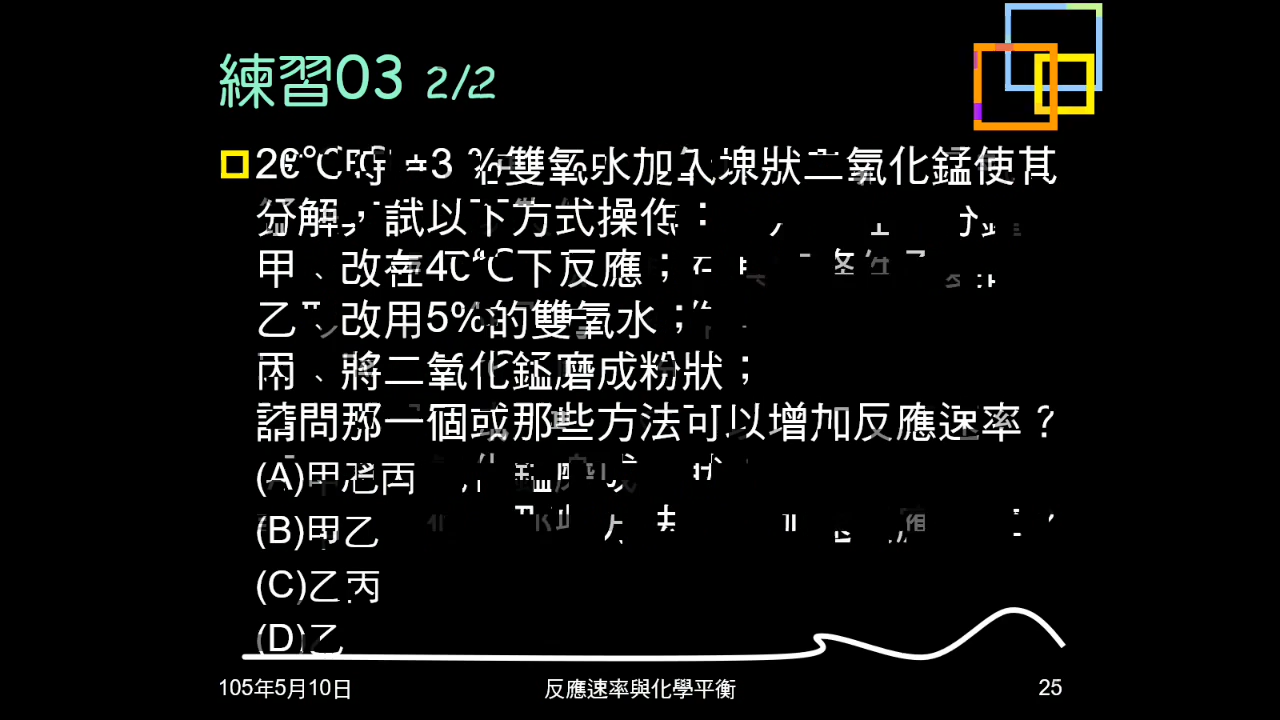 練習03 2/2
20℃時，3 %雙氧水加入塊狀二氧化錳使其
分解，試以下方式操作：
甲、改在40℃下反應；
乙、改用5%的雙氧水；
丙、將二氧化錳磨成粉狀；
請問那一個或那些方法可以增加反應速率？
(A)甲乙丙
(B)甲乙
(C)乙丙
(D)乙
105年5月10日
反應速率與化學平衡
25